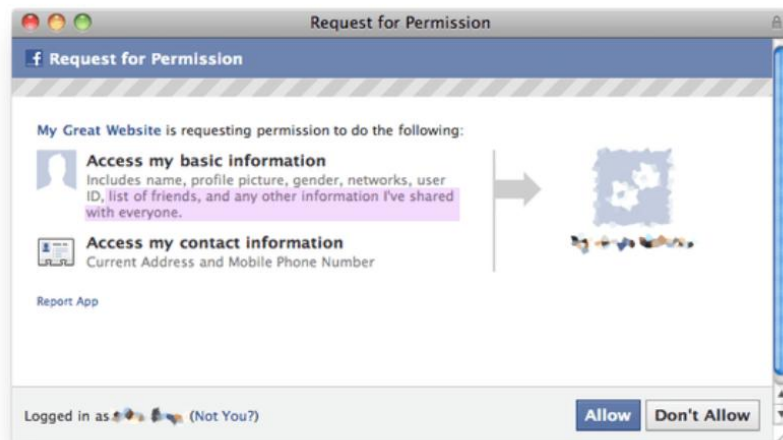 Request for Permission
f Request for Permission
My Great Website is requesting permission to do the following:
Access my basic information
Includes name, profile picture, gender, networks, user
ID, list of friends, and any other information I've shared
with everyone.
Access my contact information
Current Address and Mobile Phone Number
Report App
Logged in as (Not You?)
Allow Don't Allow